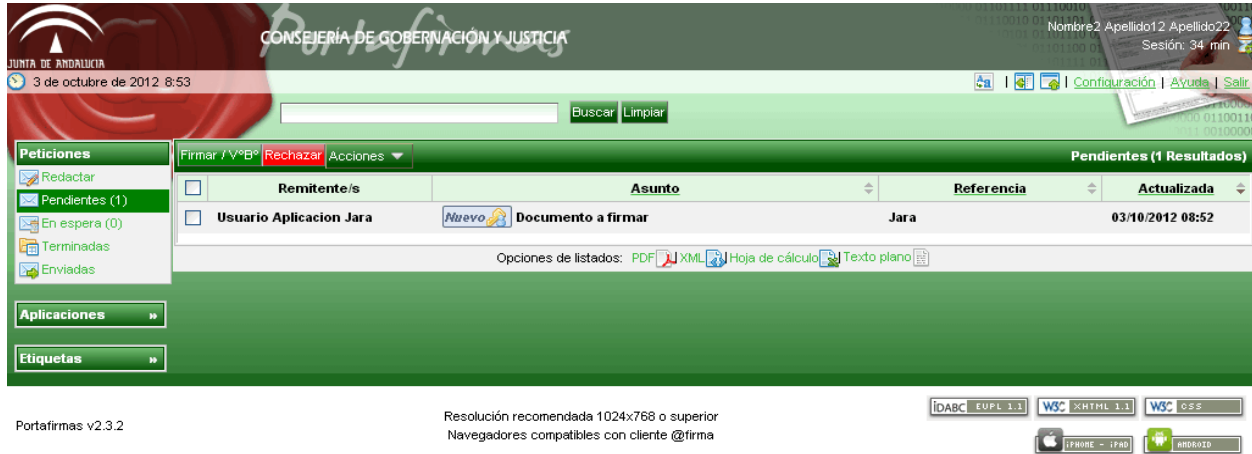 Portafirmas
CONSEJERÍA DE GOBERNACIÓN Y JUSTICIA
JUNTA DE ANDALUCIA
Nombre2 Apellido12 Apellido22
Sesión: 34 min
3 de octubre de 2012 8:53
| | Configuración | Ayuda | Salir
Buscar Limpiar
Peticiones
Redactar
Pendientes (1)
En espera (0)
Terminadas
Enviadas
Aplicaciones »
Etiquetas »
Firmar / VºBº Rechazar Acciones
Pendientes (1 Resultados)
Remitente/s Asunto Referencia Actualizada
Usuario Aplicacion Jara Nuevo Documento a firmar Jara 03/10/2012 08:52
Opciones de listados: PDF XML Hoja de cálculo Texto plano
Portafirmas v2.3.2
Resolución recomendada 1024x768 o superior
Navegadores compatibles con cliente @firma
IDABC EUPL 1.1 W3C XHTML 1.1 W3C CSS
iPHONE - iPAD ANDROID